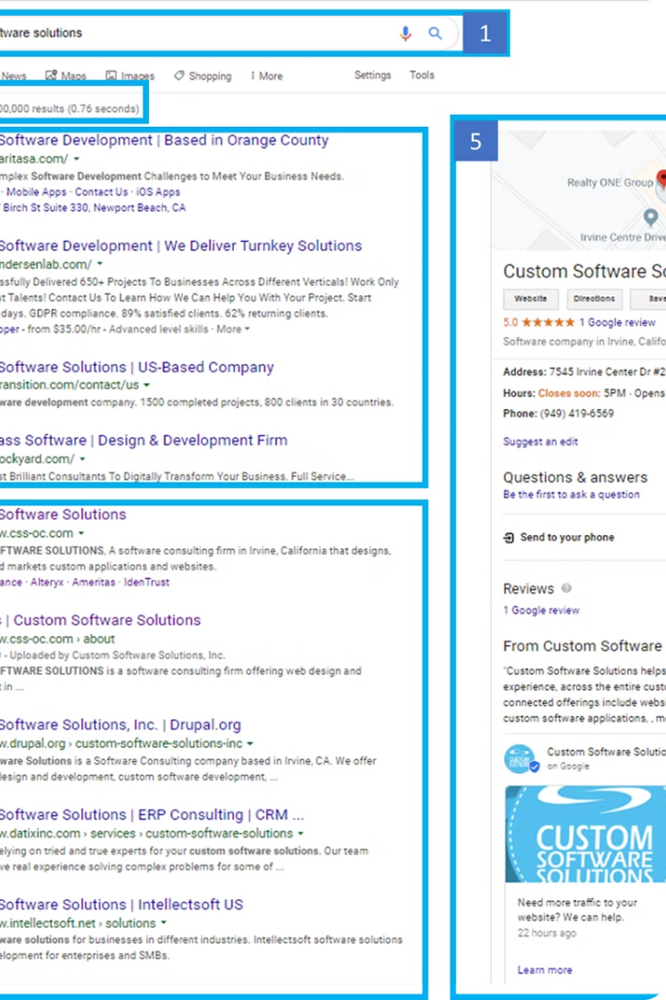 tware solutions
1
News Maps Images Shopping More Settings Tools
00,000 results (0.76 seconds)
Software Development | Based in Orange County
aritasa.com/
mplex Software Development Challenges to Meet Your Business Needs.
· Mobile Apps · Contact Us · iOS Apps
Birch St Suite 330, Newport Beach, CA
Software Development | We Deliver Turnkey Solutions
ndersenlab.com/
ssfully Delivered 650+ Projects To Businesses Across Different Verticals! Work Only
st Talents! Contact Us To Learn How We Can Help You With Your Project. Start
days. GDPR compliance. 89% satisfied clients. 62% returning clients.
oper - from $35.00/hr - Advanced level skills · More
Software Solutions | US-Based Company
ransition.com/contact/us
ware development company. 1500 completed projects, 800 clients in 30 countries.
ass Software | Design & Development Firm
ockyard.com/
st Brilliant Consultants To Digitally Transform Your Business. Full Service...
Software Solutions
w.css-oc.com
FTWARE SOLUTIONS, A software consulting firm in Irvine, California that designs,
d markets custom applications and websites.
ance · Alteryx · Ameritas · IdenTrust
s | Custom Software Solutions
w.css-oc.com › about
) - Uploaded by Custom Software Solutions, Inc.
FTWARE SOLUTIONS is a software consulting firm offering web design and
t in ...
Software Solutions, Inc. | Drupal.org
w.drupal.org › custom-software-solutions-inc
ware Solutions is a Software Consulting company based in Irvine, CA. We offer
design and development, custom software development, ...
Software Solutions | ERP Consulting | CRM ...
w.datixinc.com › services › custom-software-solutions
elying on tried and true experts for your custom software solutions. Our team
ve real experience solving complex problems for some of ...
Software Solutions | Intellectsoft US
w.intellectsoft.net › solutions
ware solutions for businesses in different industries. Intellectsoft software solutions
elopment for enterprises and SMBs.
5
Realty ONE Group
Irvine Centre Drive
Custom Software So
Website Directions Save
5.0 ★★★★★ 1 Google review
Software company in Irvine, Califo
Address: 7545 Irvine Center Dr #2
Hours: Closes soon: 5PM · Opens
Phone: (949) 419-6569
Suggest an edit
Questions & answers
Be the first to ask a question
Send to your phone
Reviews
1 Google review
From Custom Software
"Custom Software Solutions helps
experience, across the entire custo
connected offerings include websi
custom software applications, , m
Custom Software Solutio
on Google
CUSTOM
SOFTWARE
SOLUTIONS
Need more traffic to your
website? We can help.
22 hours ago
Learn more